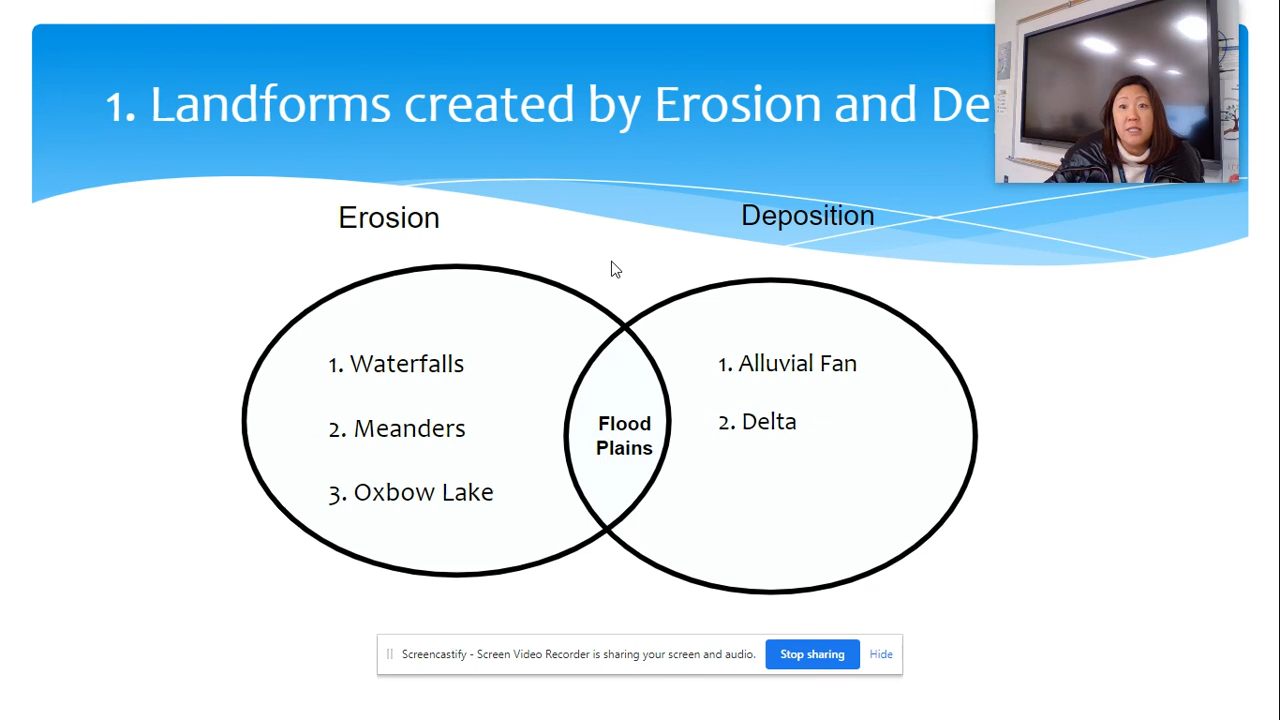 1. Landforms created by Erosion and De
Erosion
Deposition
1. Waterfalls
2. Meanders
3. Oxbow Lake
Flood
Plains
1. Alluvial Fan
2. Delta
Screencastify - Screen Video Recorder is sharing your screen and audio.
Stop sharing
Hide